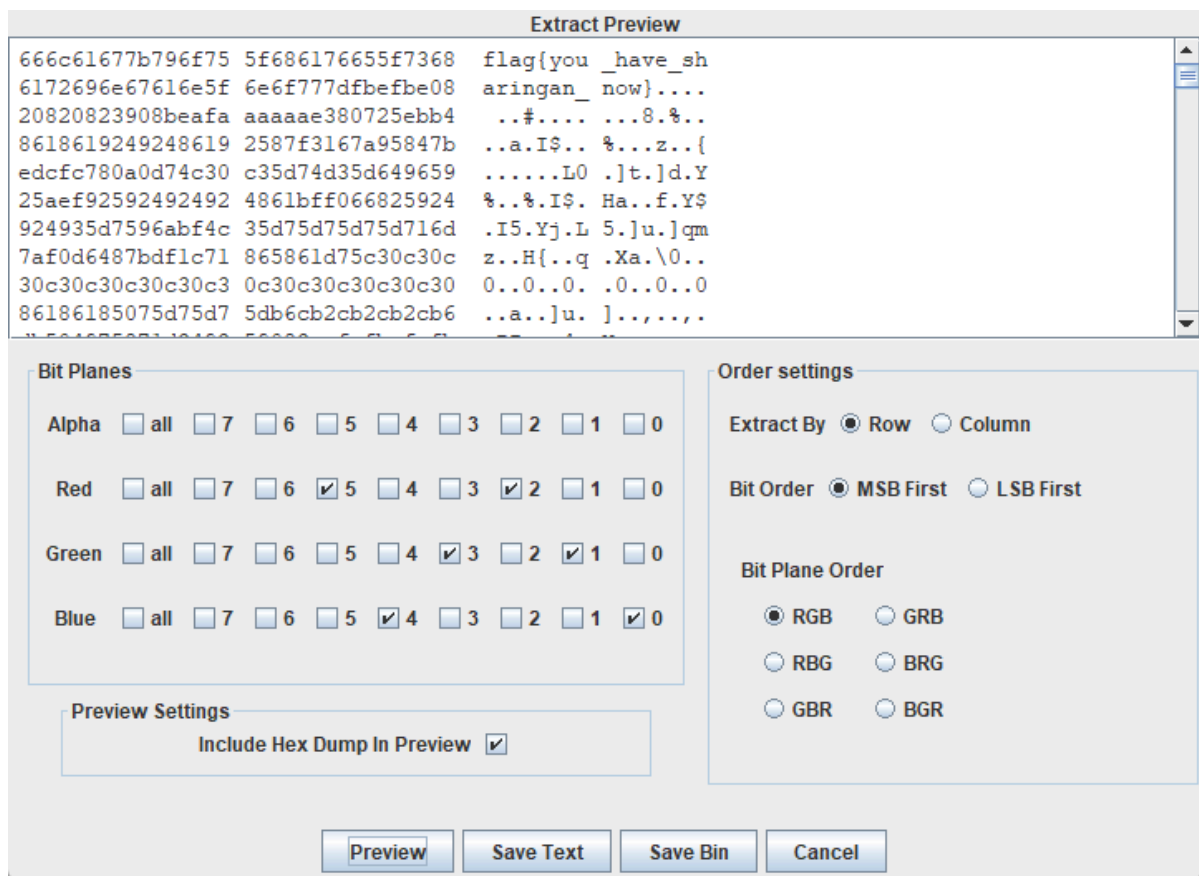 Extract Preview
666c61677b796f75 5f686176655f7368 flag{you _have_sh
6172696e67616e5f 6e6f777dfbefbe08 aringan_ now}....
20820823908beafa aaaaae380725ebb4 ..#.... ...8.%..
8618619249248619 2587f3167a95847b ..a.I$.. %...z..{
edcfc780a0d74c30 c35d74d35d649659 ......L0 .]t.]d.Y
25aef92592492492 4861bff066825924 %..%.I$. Ha..f.Y$
924935d7596abf4c 35d75d75d75d716d .I5.Yj.L 5.]u.]qm
7af0d6487bdf1c71 865861d75c30c30c z..H{..q .Xa.\0..
30c30c30c30c30c3 0c30c30c30c30c30 0..0..0. .0..0..0
86186185075d75d7 5db6cb2cb2cb2cb6 ..a..]u. ]..,..,.
Bit Planes
Alpha all 7 6 5 4 3 2 1 0
Red all 7 6 5 4 3 2 1 0
Green all 7 6 5 4 3 2 1 0
Blue all 7 6 5 4 3 2 1 0
Preview Settings
Include Hex Dump In Preview
Order settings
Extract By Row Column
Bit Order MSB First LSB First
Bit Plane Order
RGB GRB
RBG BRG
GBR BGR
Preview Save Text Save Bin Cancel